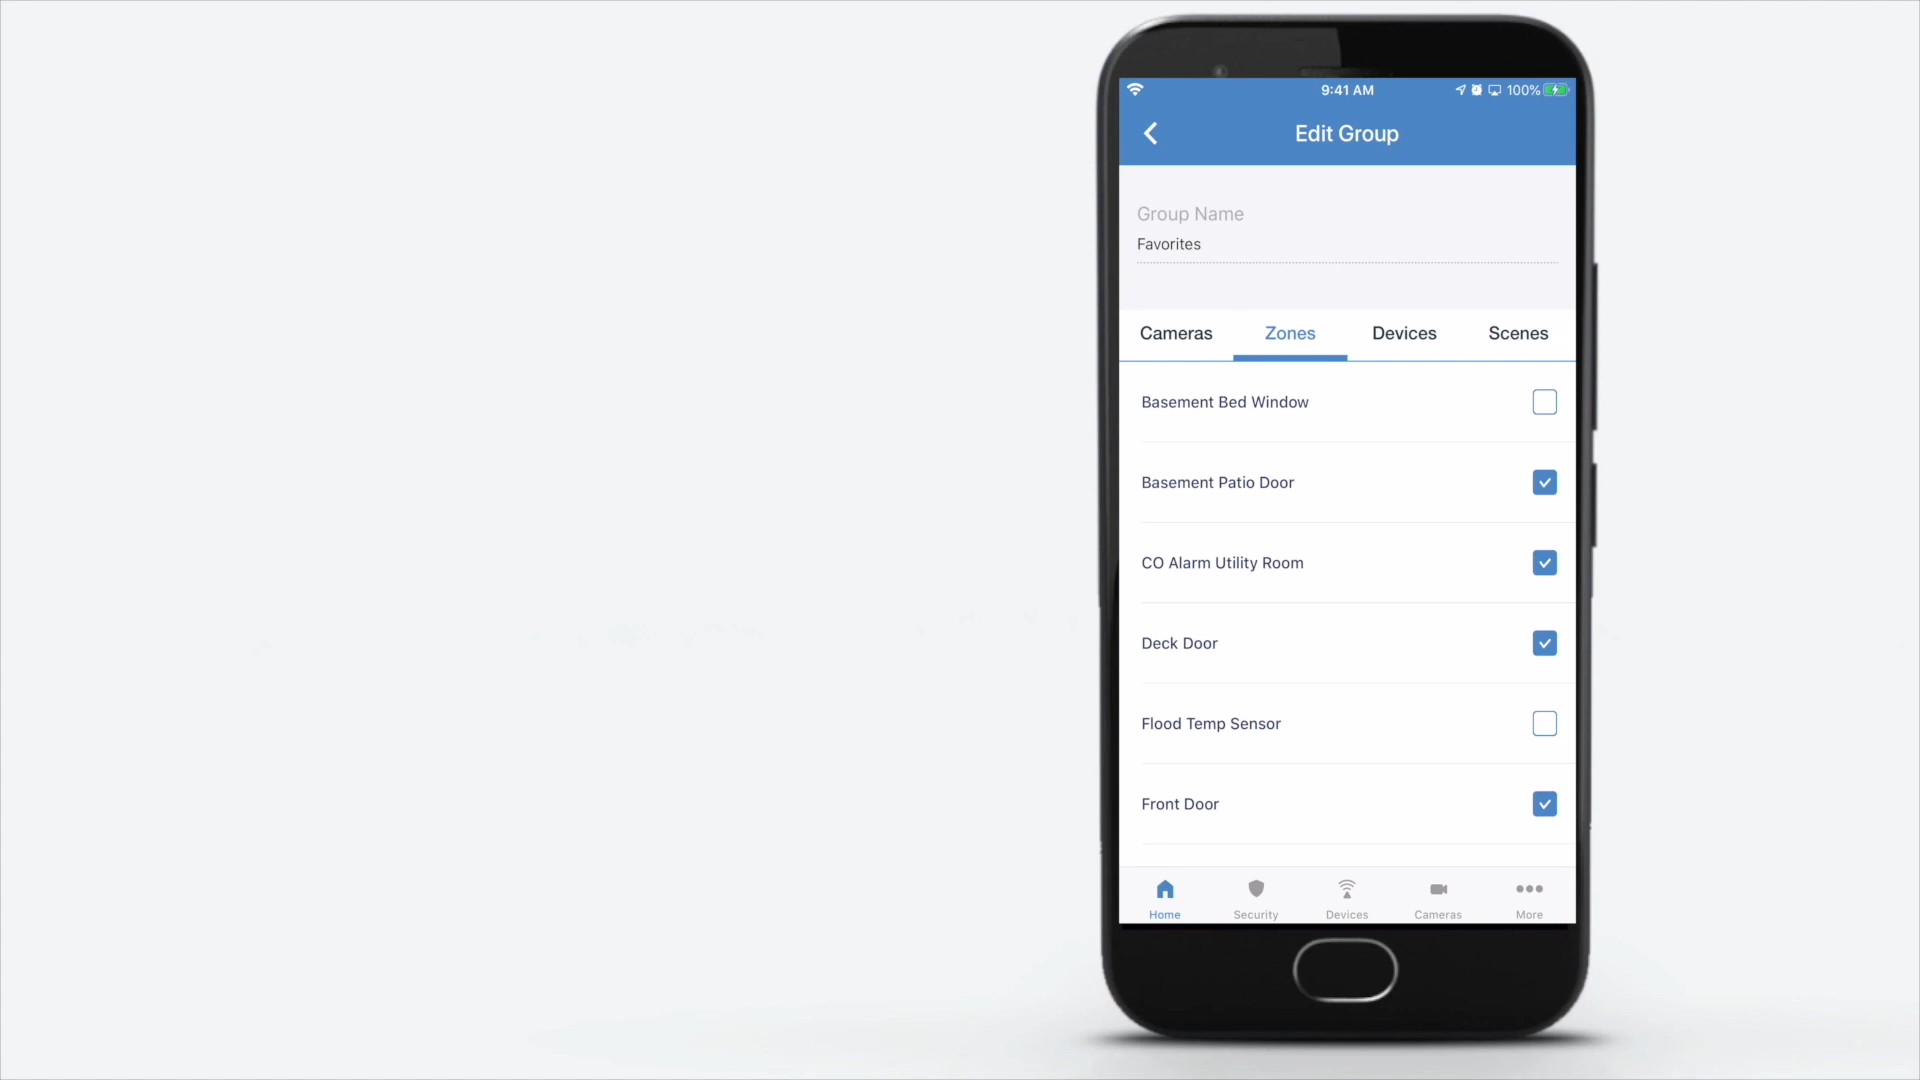 9:41 AM
100%
Edit Group
Group Name
Favorites
Cameras Zones Devices Scenes
Basement Bed Window
Basement Patio Door
CO Alarm Utility Room
Deck Door
Flood Temp Sensor
Front Door
Home Security Devices Cameras More